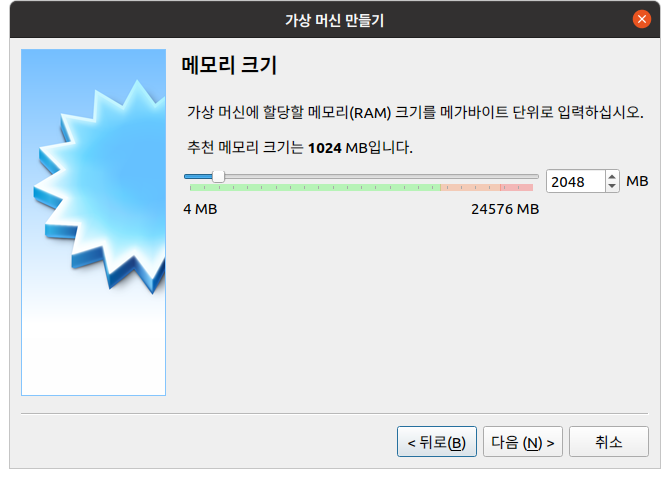 가상 머신 만들기
메모리 크기
가상 머신에 할당할 메모리(RAM) 크기를 메가바이트 단위로 입력하십시오.
추천 메모리 크기는 1024 MB입니다.
2048 MB
4 MB 24576 MB
< 뒤로(B) 다음 (N) > 취소